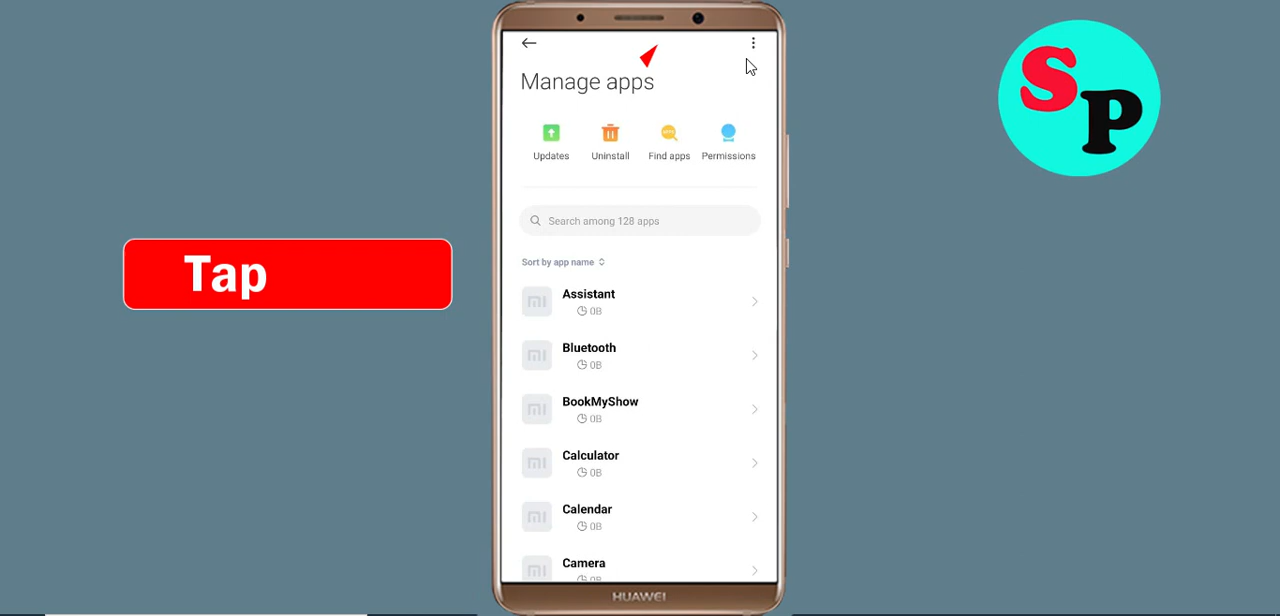 Manage apps
Updates
Uninstall
Find apps
Permissions
Search among 128 apps
Sort by app name
Assistant
0B
Bluetooth
0B
BookMyShow
0B
Calculator
0B
Calendar
0B
Camera
0B
HUAWEI
Tap
SP